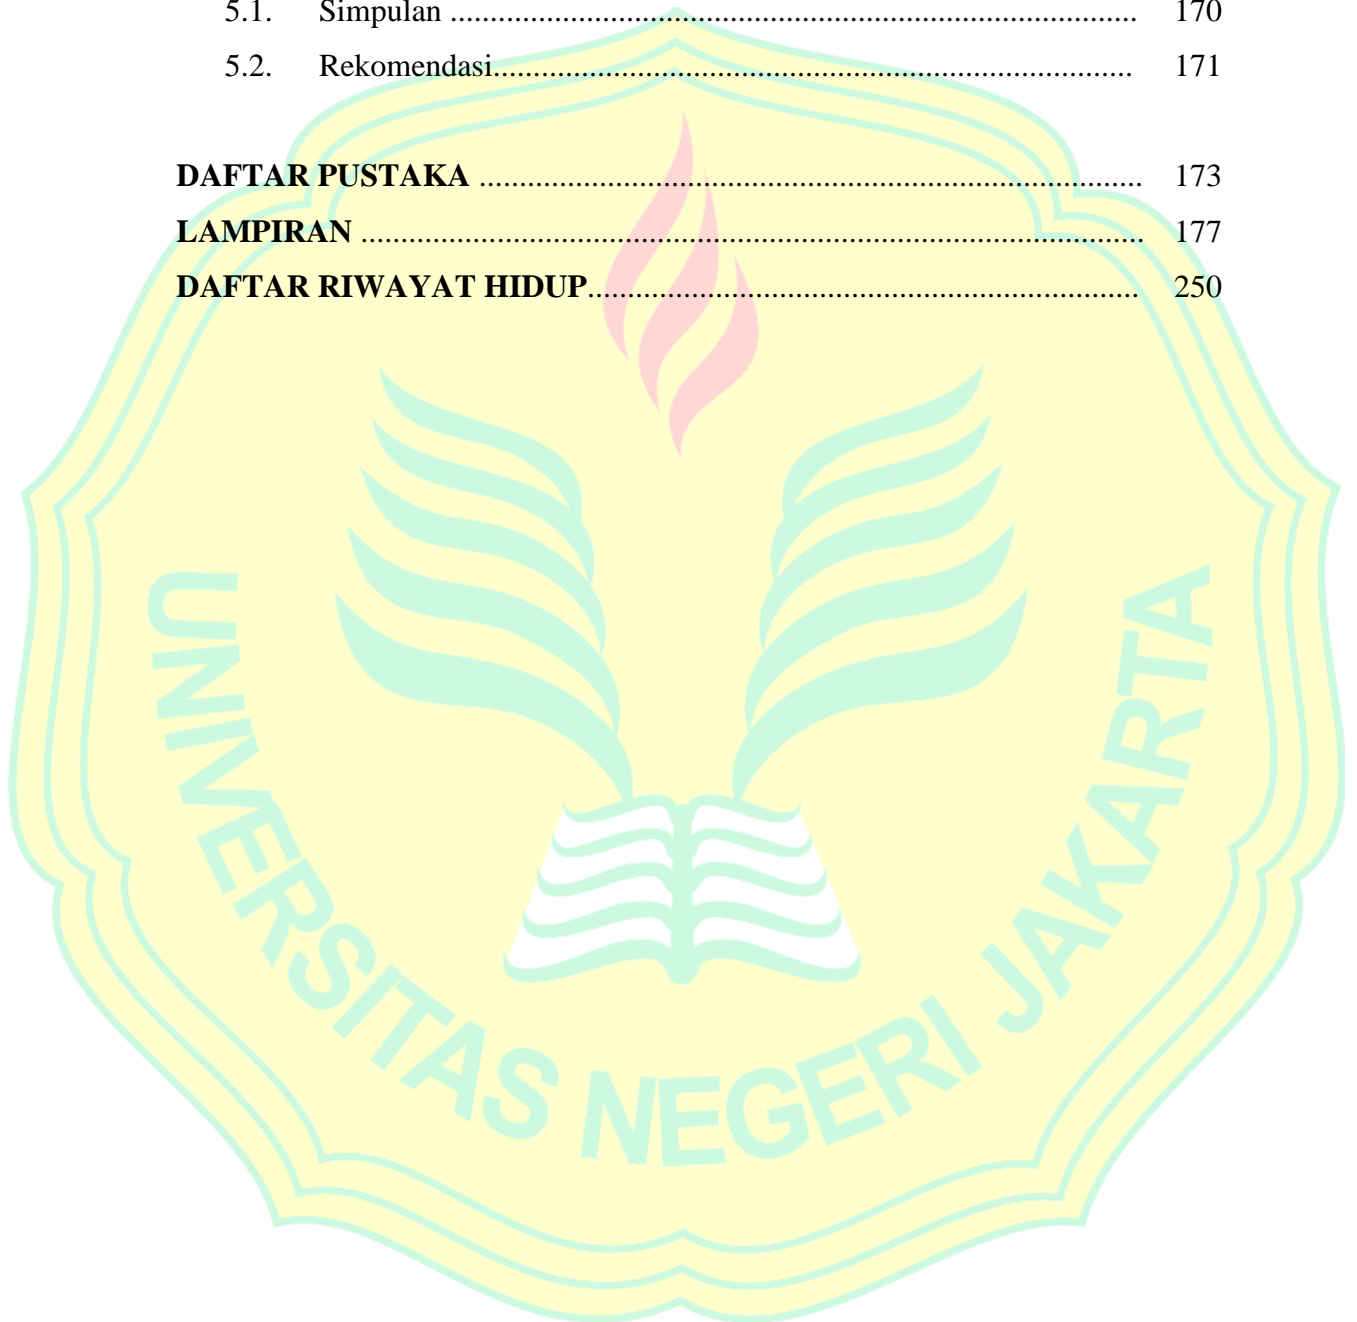 5.1. Simpulan ........................................................................................ 170
5.2. Rekomendasi.................................................................................. 171
DAFTAR PUSTAKA ..................................................................................... 173
LAMPIRAN .................................................................................................... 177
DAFTAR RIWAYAT HIDUP....................................................................... 250
UNIVERSITAS NEGERI JAKARTA